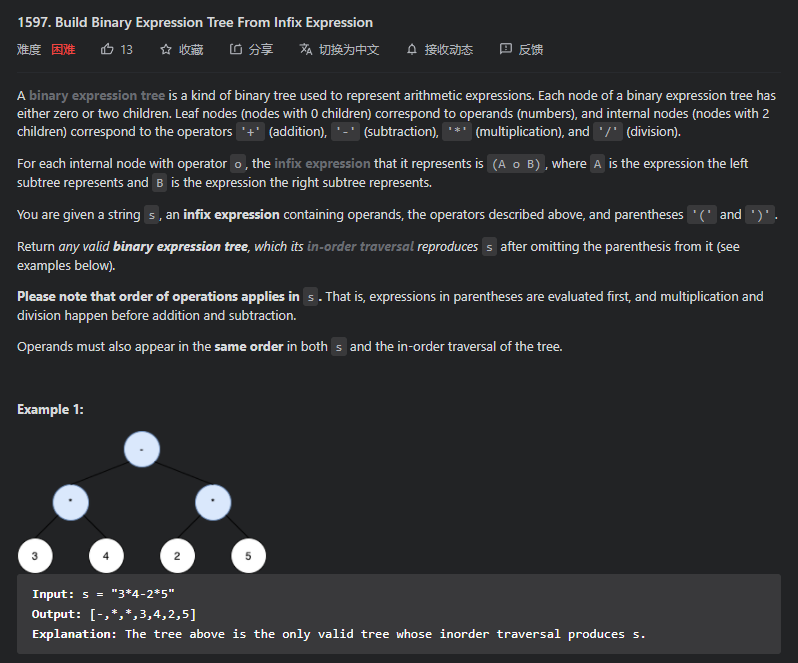 1597. Build Binary Expression Tree From Infix Expression
难度 困难 13 收藏 分享 切换为中文 接收动态 反馈
A binary expression tree is a kind of binary tree used to represent arithmetic expressions. Each node of a binary expression tree has
either zero or two children. Leaf nodes (nodes with 0 children) correspond to operands (numbers), and internal nodes (nodes with 2
children) correspond to the operators '+' (addition), '-' (subtraction), '*' (multiplication), and '/' (division).
For each internal node with operator o, the infix expression that it represents is (A o B), where A is the expression the left
subtree represents and B is the expression the right subtree represents.
You are given a string s, an infix expression containing operands, the operators described above, and parentheses '(' and ')'.
Return any valid binary expression tree, which its in-order traversal reproduces s after omitting the parenthesis from it (see
examples below).
Please note that order of operations applies in s. That is, expressions in parentheses are evaluated first, and multiplication and
division happen before addition and subtraction.
Operands must also appear in the same order in both s and the in-order traversal of the tree.
Example 1:
-
* *
3 4 2 5
Input: s = "3*4-2*5"
Output: [-,*,*,3,4,2,5]
Explanation: The tree above is the only valid tree whose inorder traversal produces s.